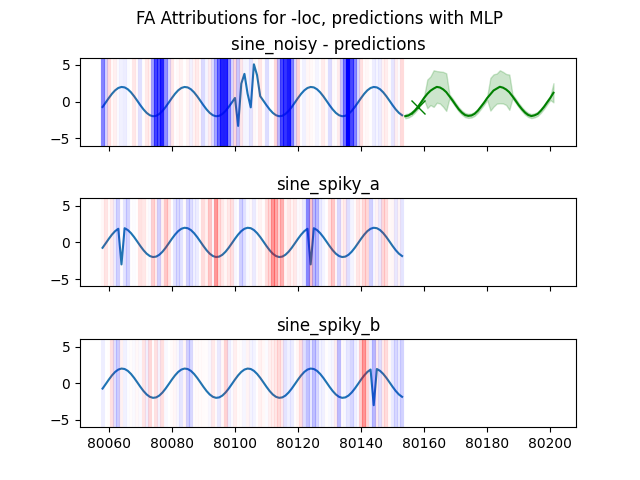 FA Attributions for -loc, predictions with MLP
sine_noisy - predictions
5
0
−5
sine_spiky_a
5
0
−5
sine_spiky_b
5
0
−5
80060 80080 80100 80120 80140 80160 80180 80200